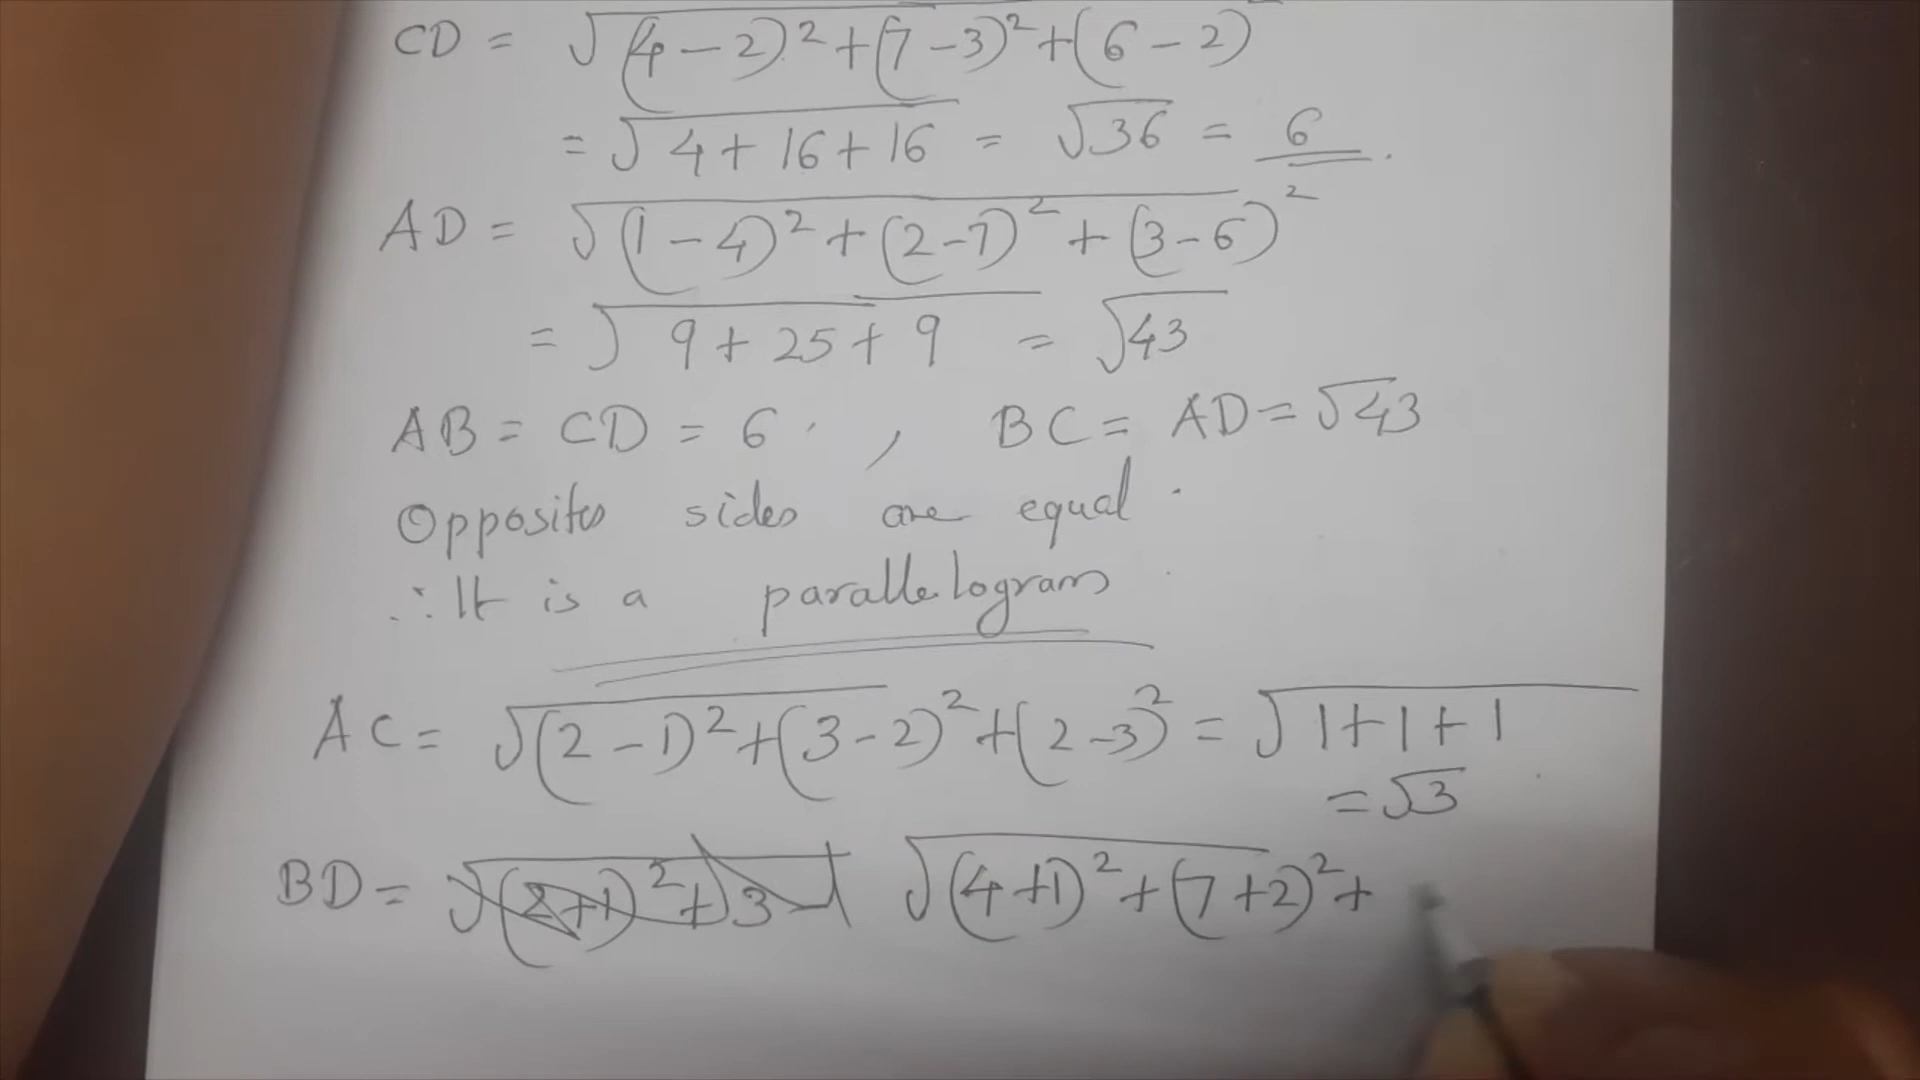 CD = √(4-2)²+(7-3)²+(6-2)²
= √4+16+16 = √36 = 6.
AD = √(1-4)²+(2-7)²+(3-6)²
= √9+25+9 = √43
AB = CD = 6 , BC = AD = √43
Opposite sides are equal.
∴ It is a parallelogram.
AC = √(2-1)²+(3-2)²+(2-3)² = √1+1+1
= √3
BD = √(4+1)²+(7+2)²+